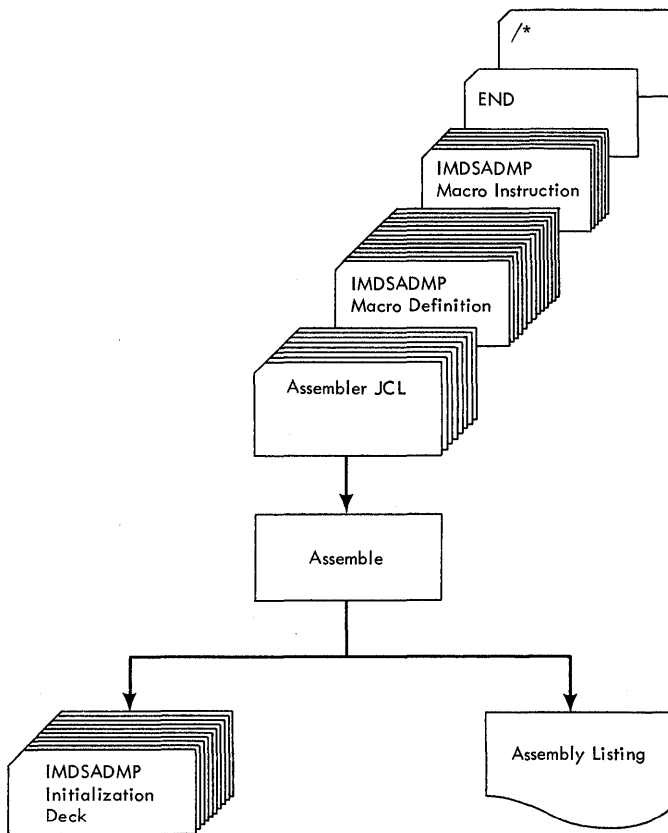 /*
END
IMDSADMP
Macro Instruction
IMDSADMP
Macro Definition
Assembler JCL
Assemble
IMDSADMP
Initialization
Deck
Assembly Listing